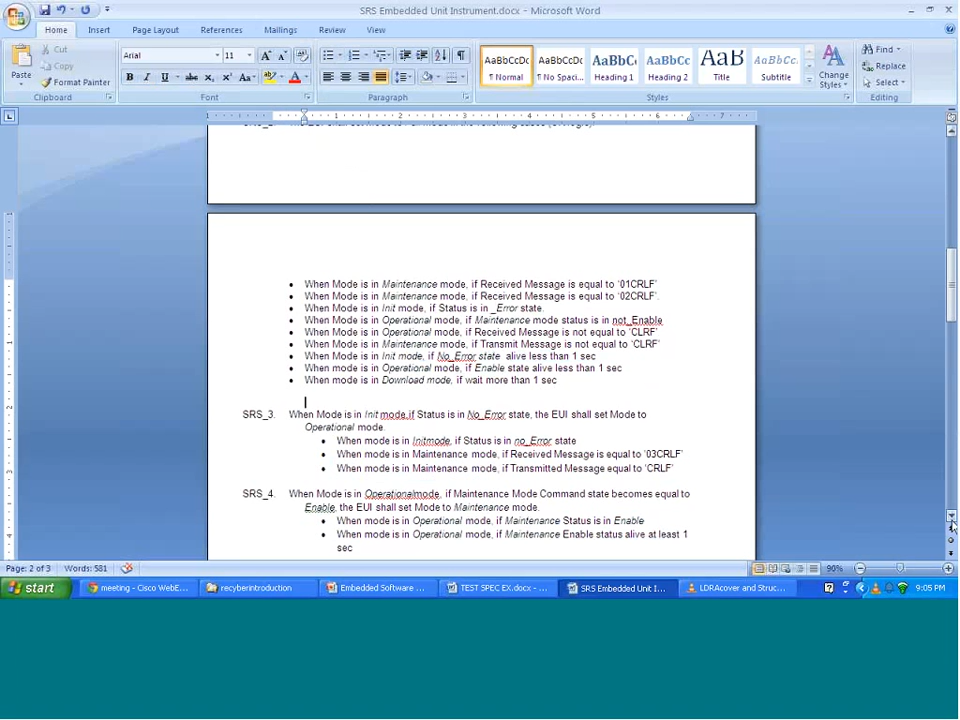 SRS Embedded Unit Instrument.docx - Microsoft Word
Home Insert Page Layout References Mailings Review View
Paste Cut Copy Format Painter Clipboard
Arial 11 Font
Paragraph
AaBbCcDc ¶ Normal AaBbCcDc ¶ No Spaci... AaBbC Heading 1 AaBbCc Heading 2 AaB Title AaBbCc. Subtitle Change Styles Styles
Find Replace Select Editing
1 2 3 4 5 6 7
When Mode is in Maintenance mode, if Received Message is equal to '01CRLF'
When Mode is in Maintenance mode, if Received Message is equal to '02CRLF'.
When Mode is in Init mode, if Status is in _Error state.
When Mode is in Operational mode, if Maintenance mode status is in not_Enable
When Mode is in Operational mode, if Received Message is not equal to 'CLRF'
When Mode is in Maintenance mode, if Transmit Message is not equal to 'CLRF'
When Mode is in Init mode, if No_Error state alive less than 1 sec
When Mode is in Operational mode, if Enable state alive less than 1 sec
When mode is in Download mode, if wait more than 1 sec
SRS_3. When Mode is in Init mode,if Status is in No_Error state, the EUI shall set Mode to
Operational mode.
When mode is in Initmode, if Status is in no_Error state
When mode is in Maintenance mode, if Received Message is equal to '03CRLF'
When mode is in Maintenance mode, if Transmitted Message equal to 'CRLF'
SRS_4. When Mode is in Operationalmode, if Maintenance Mode Command state becomes equal to
Enable, the EUI shall set Mode to Maintenance mode.
When mode is in Operational mode, if Maintenance Status is in Enable
When mode is in Operational mode, if Maintenance Enable status alive at least 1
sec
Page: 2 of 3 Words: 581 90%
start meeting - Cisco WebE... recyberintroduction Embedded Software ... TEST SPEC EX.docx - ... SRS Embedded Unit I... LDRAcover and Struc... 9:05 PM